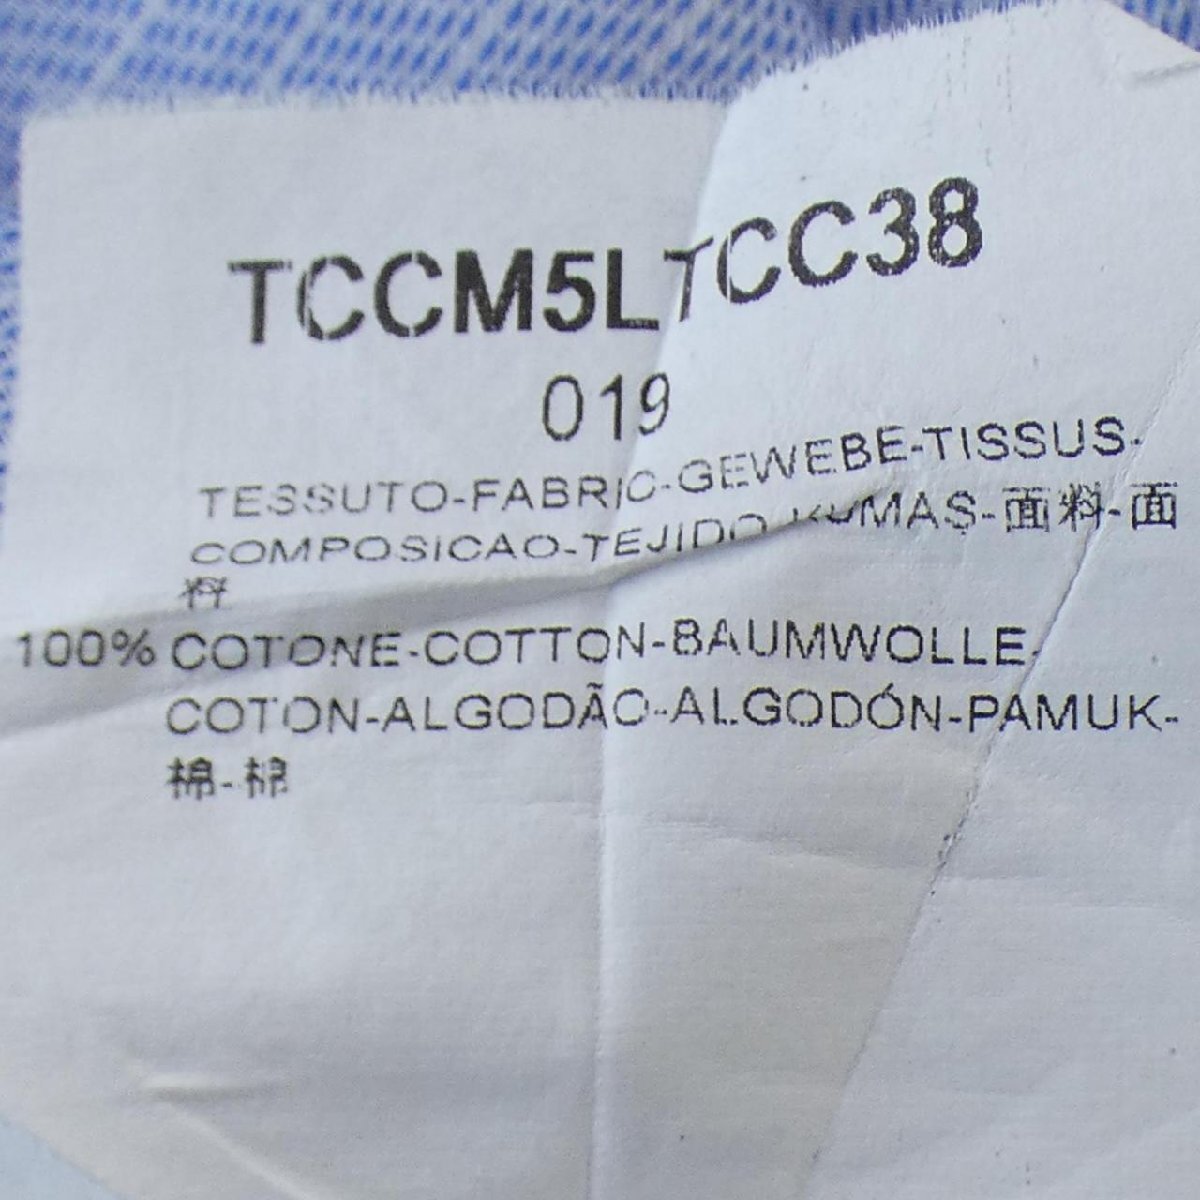 TCCM5LTCC38
019
TESSUTO-FABRIC-GEWEBE-TISSUS-
COMPOSICAO-TEJIDO-KUMAS-面料-面
料
100% COTONE-COTTON-BAUMWOLLE-
COTON-ALGODÃO-ALGODÓN-PAMUK-
棉-棉